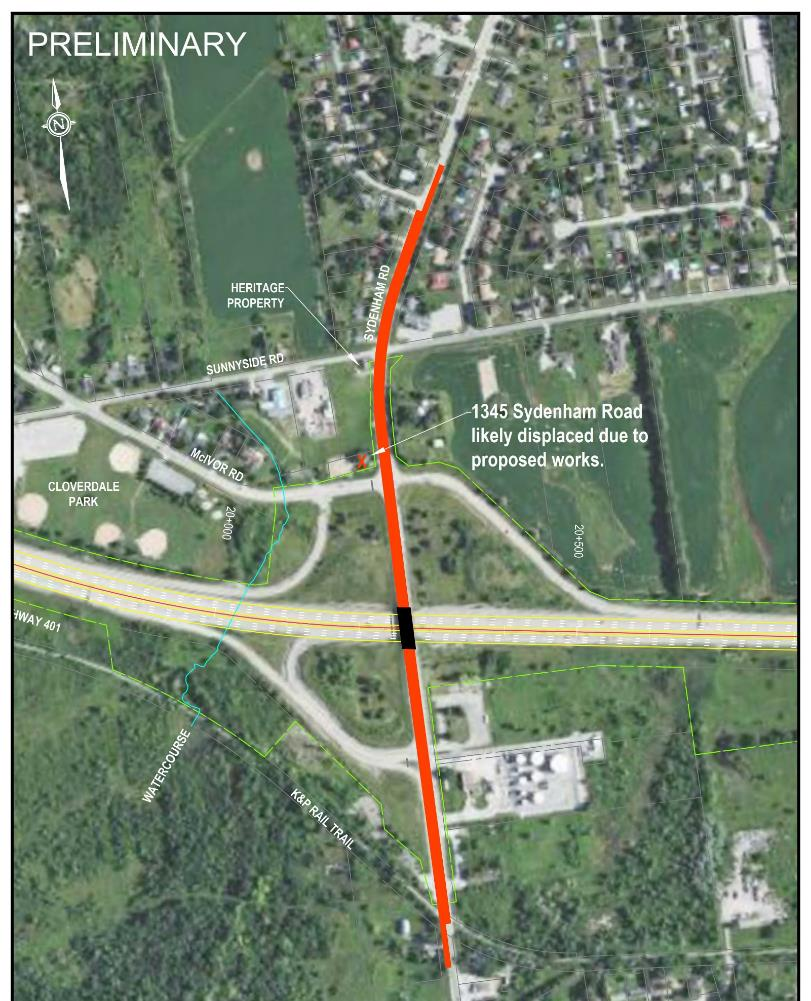 PRELIMINARY
N
HERITAGE
PROPERTY
SYDENHAM RD
SUNNYSIDE RD
1345 Sydenham Road
likely displaced due to
proposed works.
X
McIVOR RD
CLOVERDALE
PARK
20+000
20+500
HWAY 401
WATERCOURSE
K&P RAIL TRAIL